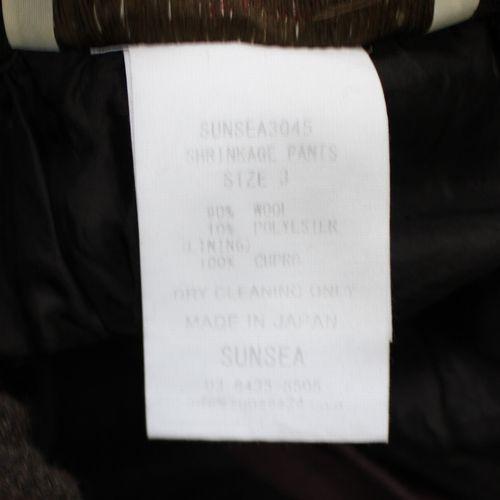 SUNSEA3045
SHRINKAGE PANTS
SIZE 3
90% WOOL
10% POLYESTER
(LINING)
100% CUPRO
DRY CLEANING ONLY
MADE IN JAPAN
SUNSEA